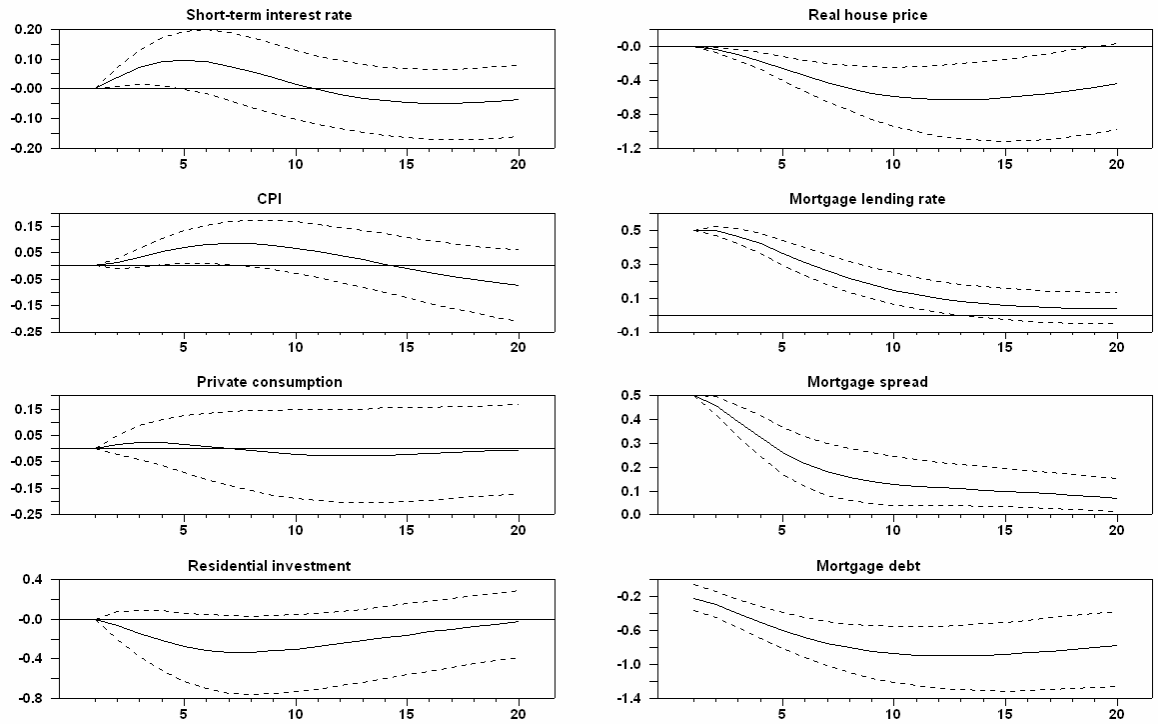 Short-term interest rate
0.20
0.10
-0.00
-0.10
-0.20
5 10 15 20
Real house price
-0.0
-0.4
-0.8
-1.2
5 10 15 20
CPI
0.15
0.05
-0.05
-0.15
-0.25
5 10 15 20
Mortgage lending rate
0.5
0.3
0.1
-0.1
5 10 15 20
Private consumption
0.15
0.05
-0.05
-0.15
-0.25
5 10 15 20
Mortgage spread
0.5
0.4
0.3
0.2
0.1
0.0
5 10 15 20
Residential investment
0.4
-0.0
-0.4
-0.8
5 10 15 20
Mortgage debt
-0.2
-0.6
-1.0
-1.4
5 10 15 20